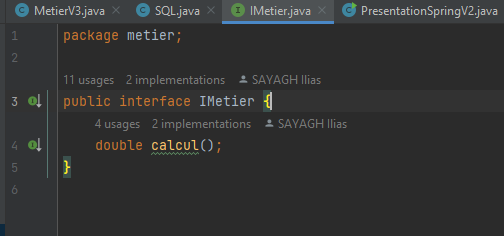 MetierV3.java × SQL.java × IMetier.java × PresentationSpringV2.java
1 package metier;
2
11 usages 2 implementations SAYAGH Ilias
3 public interface IMetier {
4 usages 2 implementations SAYAGH Ilias
4 double calcul();
5 }
6